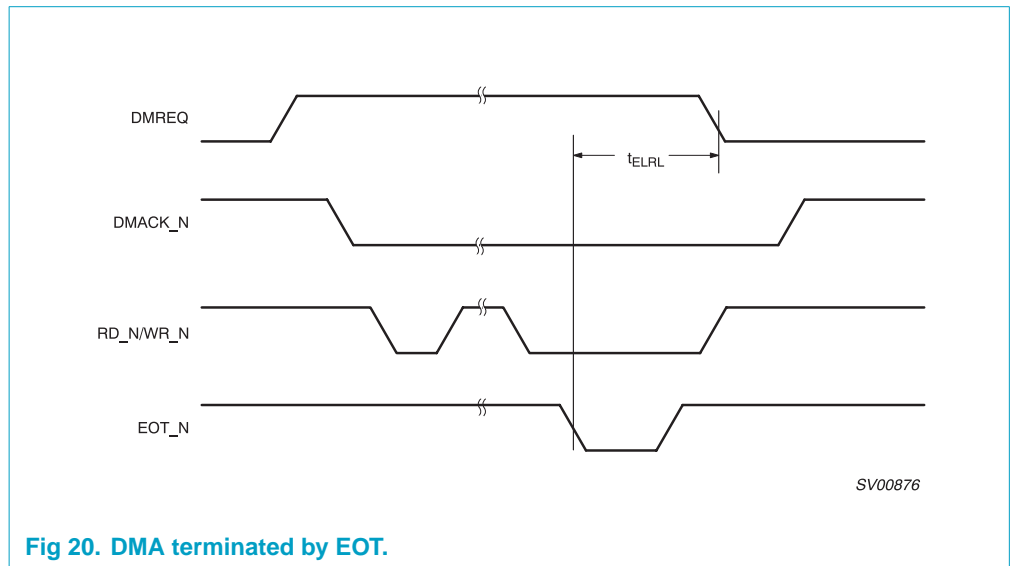 DMREQ
tELRL
DMACK_N
RD_N/WR_N
EOT_N
SV00876
Fig 20. DMA terminated by EOT.